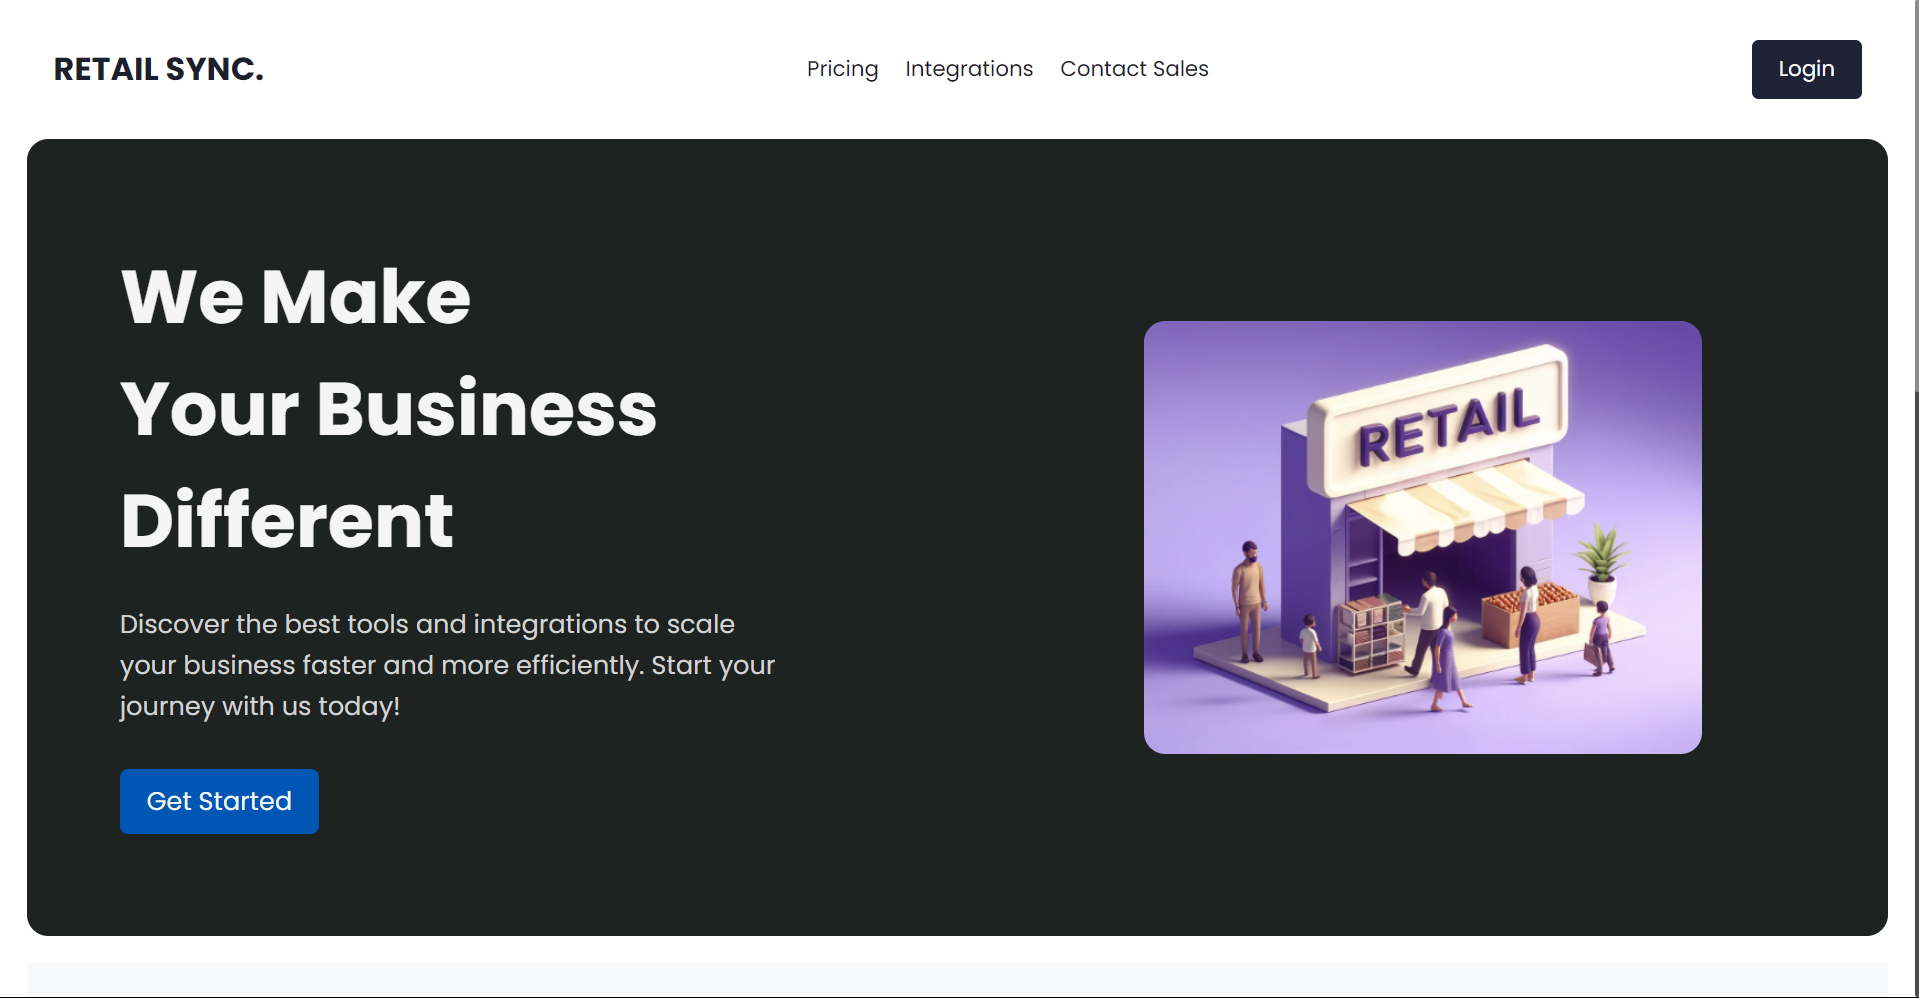 RETAIL SYNC.
Pricing Integrations Contact Sales
Login
We Make
Your Business
Different
Discover the best tools and integrations to scale
your business faster and more efficiently. Start your
journey with us today!
Get Started
RETAIL